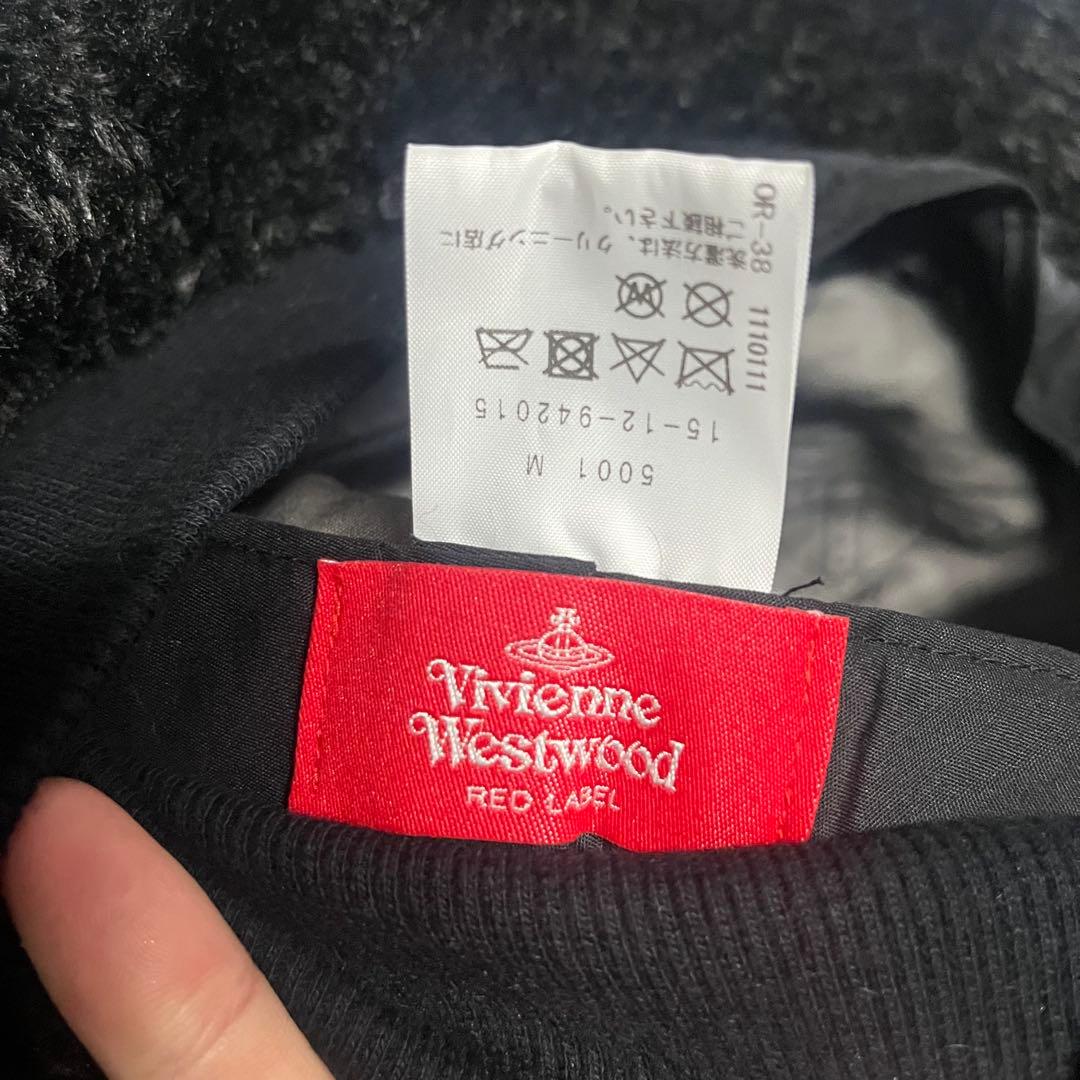 OR-38 1110111
洗濯方法は、クリーニング店に
ご相談下さい。
15-12-942015
5001 M
Vivienne
Westwood
RED LABEL